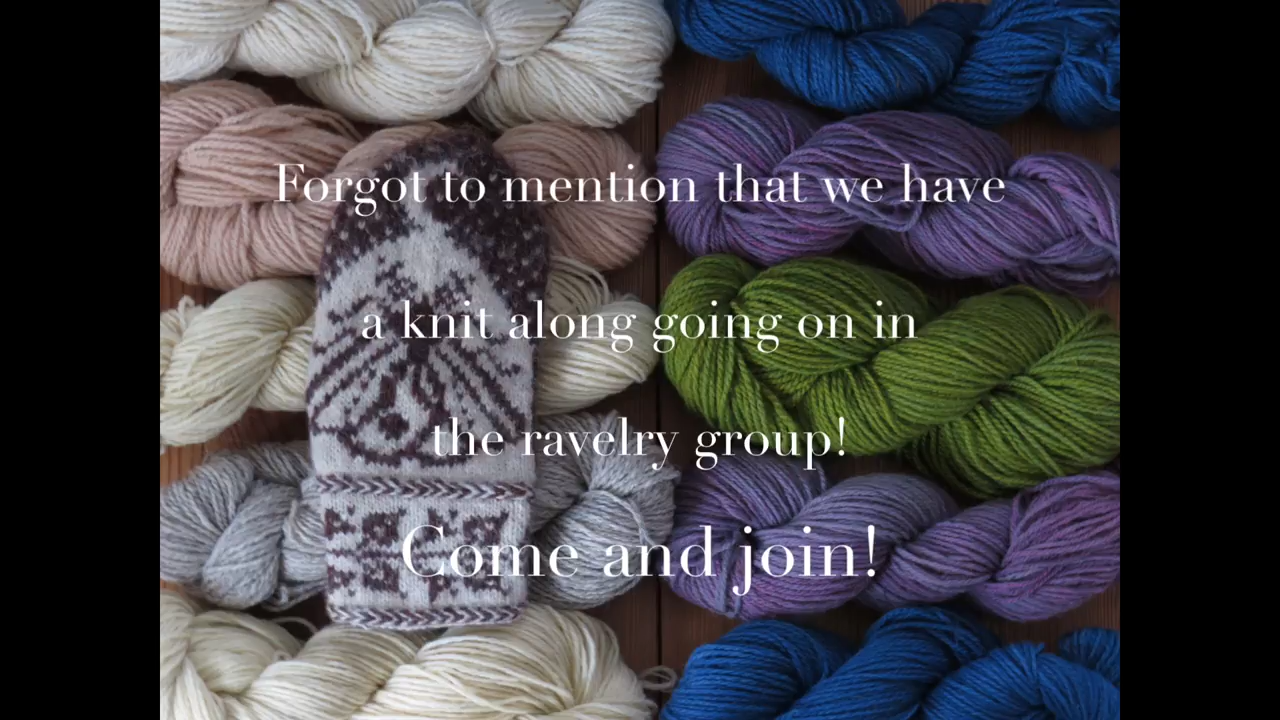 Forgot to mention that we have
a knit along going on in
the ravelry group!
Come and join!